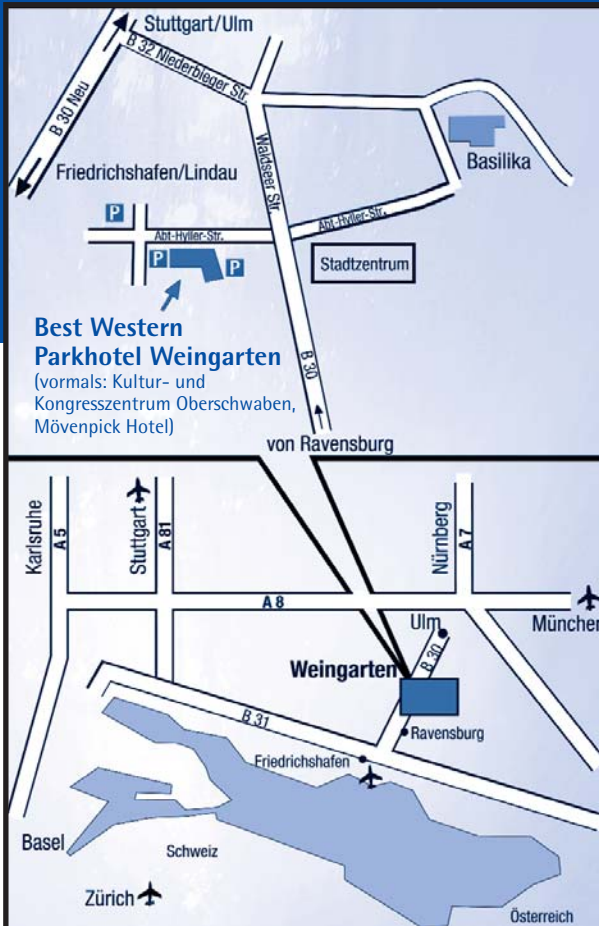 Stuttgart/Ulm
B 32 Niederbieger Str.
B 30 Neu
Waldseer Str.
Basilika
Friedrichshafen/Lindau
P
Abt-Hyller-Str.
Abt-Hyller-Str.
P
P
Stadtzentrum
Best Western
Parkhotel Weingarten
(vormals: Kultur- und
Kongresszentrum Oberschwaben,
Mövenpick Hotel)
B 30
von Ravensburg
Karlsruhe
A 5
Stuttgart
A 81
Nürnberg
A 7
A 8
München
Ulm
B 30
Weingarten
B 31
Ravensburg
Friedrichshafen
Basel
Schweiz
Zürich
Österreich